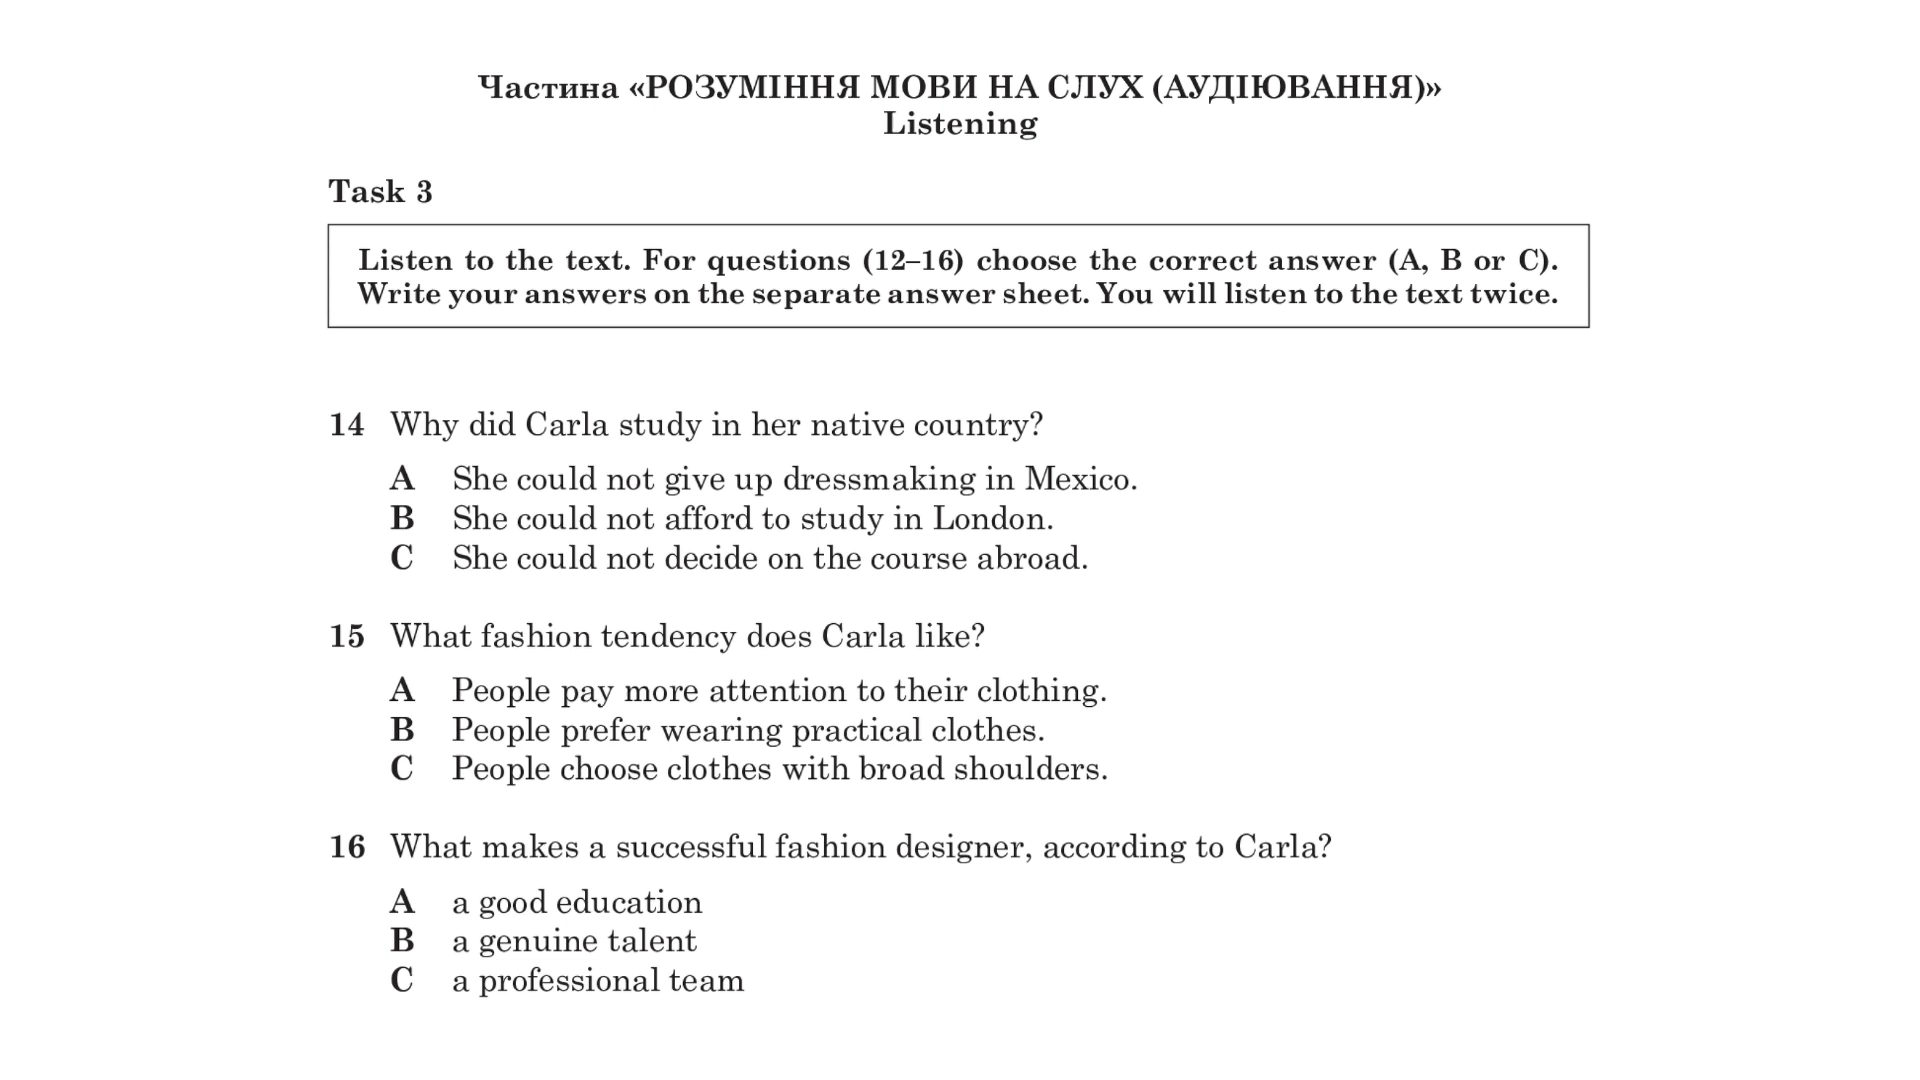 Частина «РОЗУМІННЯ МОВИ НА СЛУХ (АУДІЮВАННЯ)»
Listening
Task 3
Listen to the text. For questions (12–16) choose the correct answer (A, B or C).
Write your answers on the separate answer sheet. You will listen to the text twice.
14 Why did Carla study in her native country?
A She could not give up dressmaking in Mexico.
B She could not afford to study in London.
C She could not decide on the course abroad.
15 What fashion tendency does Carla like?
A People pay more attention to their clothing.
B People prefer wearing practical clothes.
C People choose clothes with broad shoulders.
16 What makes a successful fashion designer, according to Carla?
A a good education
B a genuine talent
C a professional team